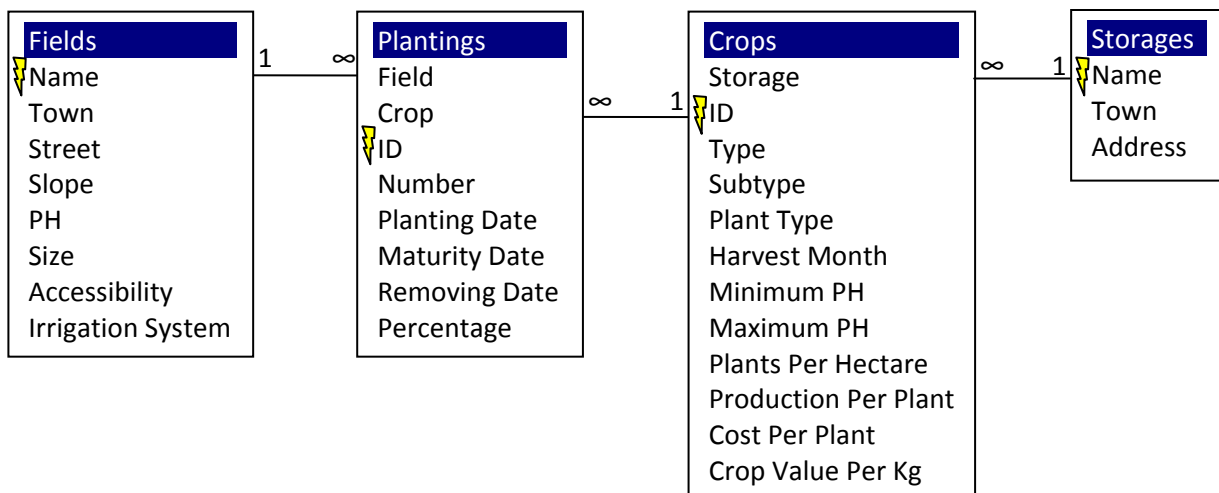 Fields
Name
Town
Street
Slope
PH
Size
Accessibility
Irrigation System
1
∞
Plantings
Field
Crop
ID
Number
Planting Date
Maturity Date
Removing Date
Percentage
∞
1
Crops
Storage
ID
Type
Subtype
Plant Type
Harvest Month
Minimum PH
Maximum PH
Plants Per Hectare
Production Per Plant
Cost Per Plant
Crop Value Per Kg
∞
1
Storages
Name
Town
Address